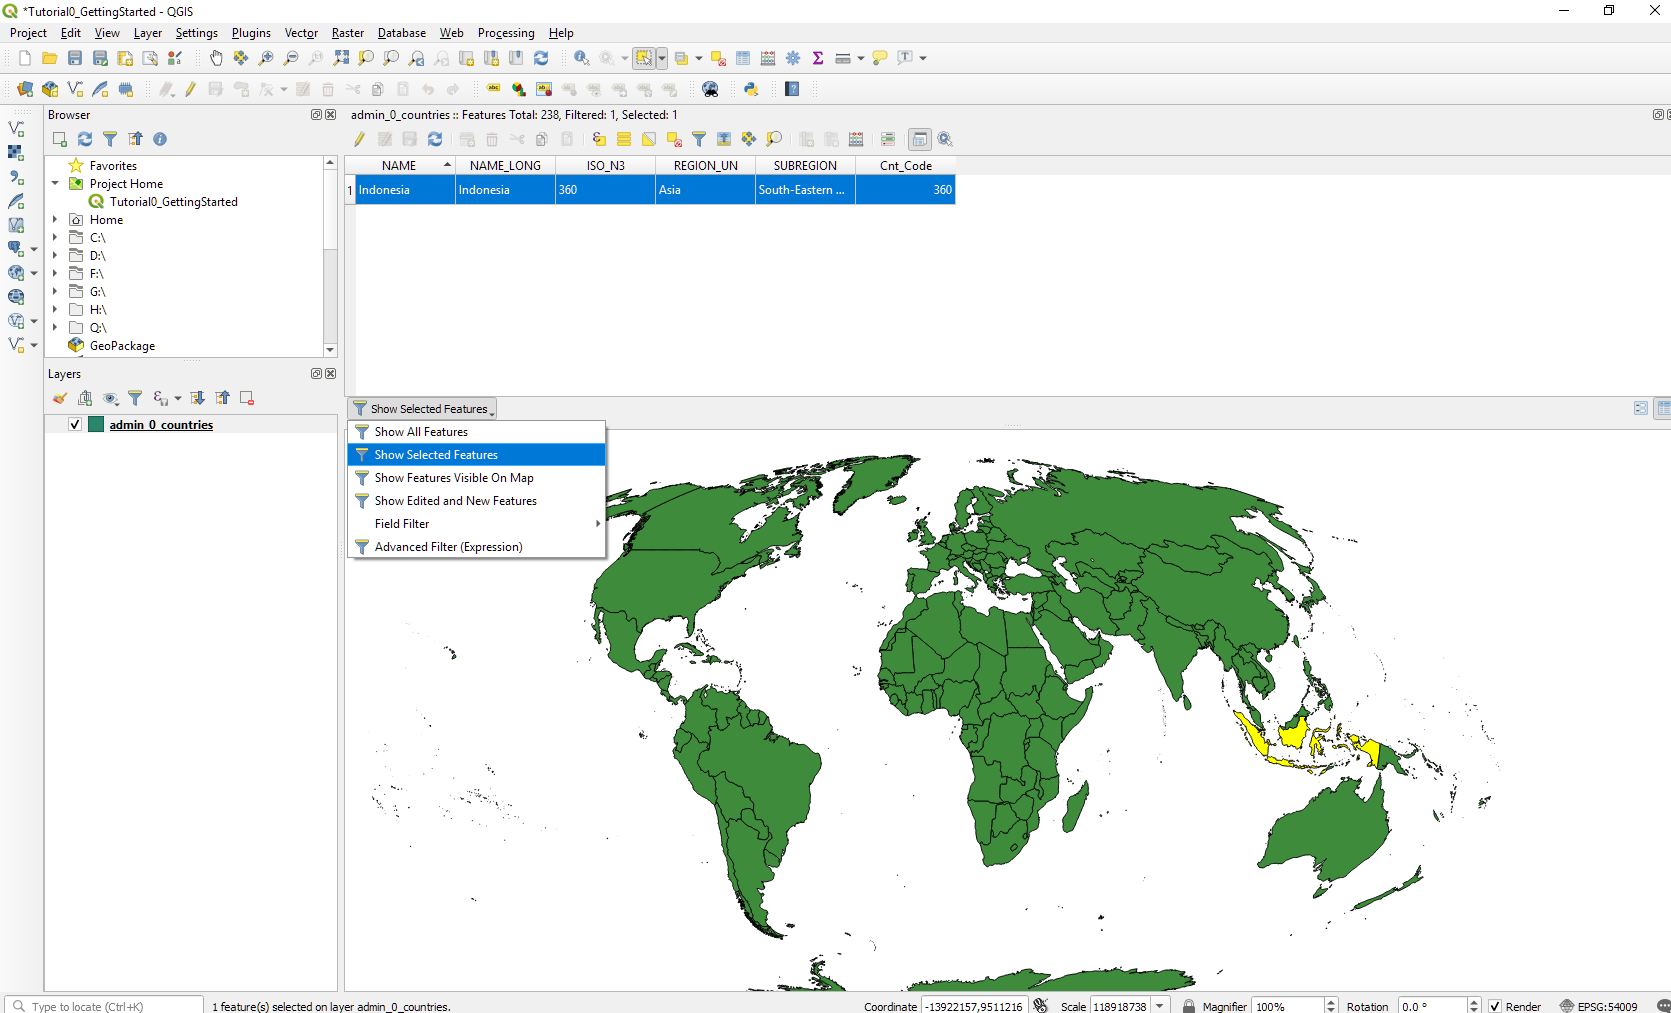 *Tutorial0_GettingStarted - QGIS
Project Edit View Layer Settings Plugins Vector Raster Database Web Processing Help
Browser
Favorites
Project Home
Tutorial0_GettingStarted
Home
C:\
D:\
F:\
G:\
H:\
Q:\
GeoPackage
Layers
admin_0_countries
admin_0_countries :: Features Total: 238, Filtered: 1, Selected: 1
NAME NAME_LONG ISO_N3 REGION_UN SUBREGION Cnt_Code
1 Indonesia Indonesia 360 Asia South-Eastern ... 360
Show Selected Features
Show All Features
Show Selected Features
Show Features Visible On Map
Show Edited and New Features
Field Filter
Advanced Filter (Expression)
Type to locate (Ctrl+K) 1 feature(s) selected on layer admin_0_countries. Coordinate -13922157,9511216 Scale 118918738 Magnifier 100% Rotation 0.0 ° Render EPSG:54009